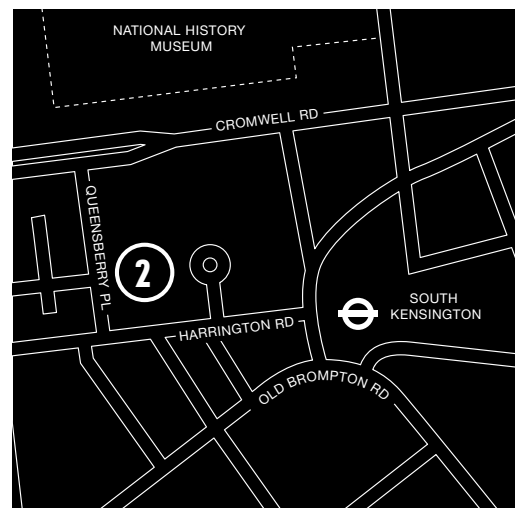 NATIONAL HISTORY
MUSEUM
CROMWELL RD
QUEENSBERRY PL
2
SOUTH
KENSINGTON
HARRINGTON RD
OLD BROMPTON RD